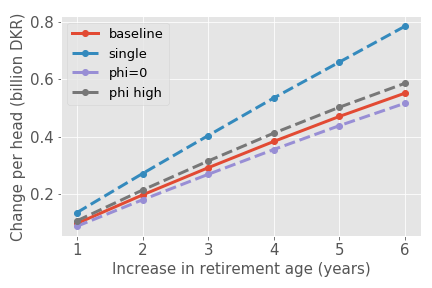 baseline
single
phi=0
phi high
0.8
0.6
0.4
0.2
Change per head (billion DKR)
1 2 3 4 5 6
Increase in retirement age (years)